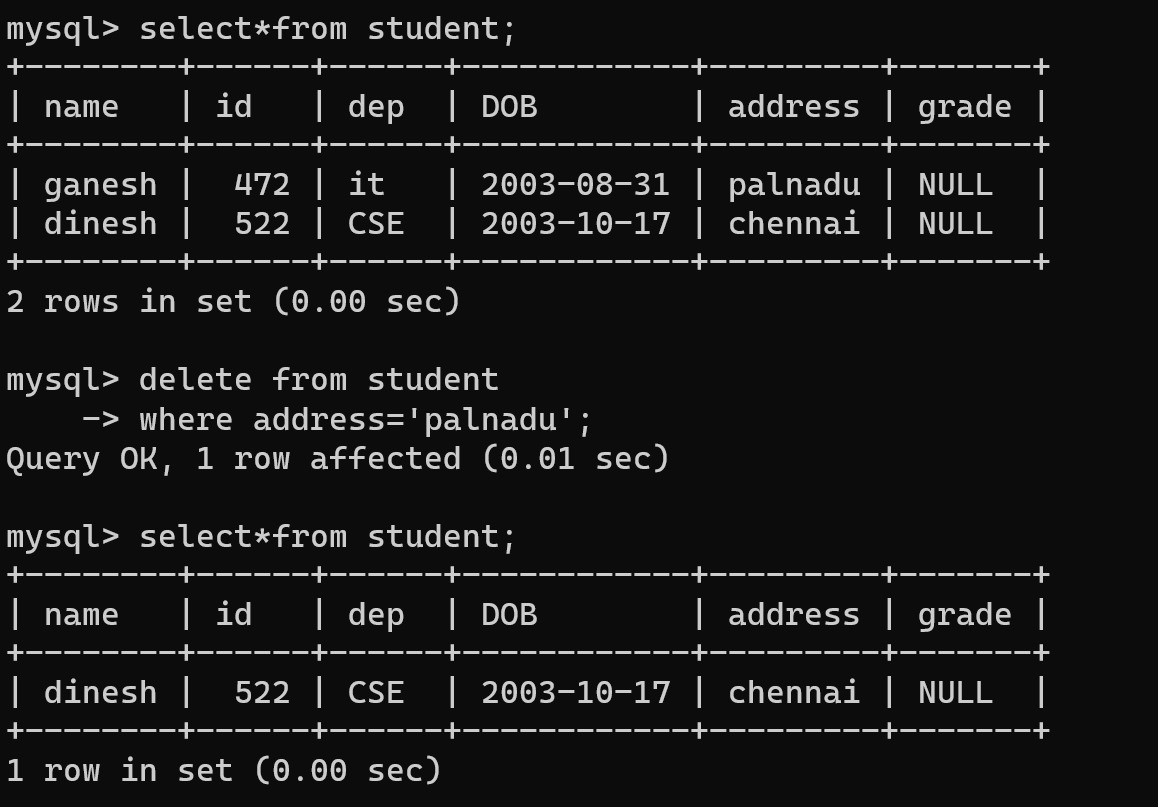 mysql> select*from student;
+--------+------+------+------------+---------+-------+
| name   | id   | dep  | DOB        | address | grade |
+--------+------+------+------------+---------+-------+
| ganesh |  472 | it   | 2003-08-31 | palnadu | NULL  |
| dinesh |  522 | CSE  | 2003-10-17 | chennai | NULL  |
+--------+------+------+------------+---------+-------+
2 rows in set (0.00 sec)

mysql> delete from student
    -> where address='palnadu';
Query OK, 1 row affected (0.01 sec)

mysql> select*from student;
+--------+------+------+------------+---------+-------+
| name   | id   | dep  | DOB        | address | grade |
+--------+------+------+------------+---------+-------+
| dinesh |  522 | CSE  | 2003-10-17 | chennai | NULL  |
+--------+------+------+------------+---------+-------+
1 row in set (0.00 sec)